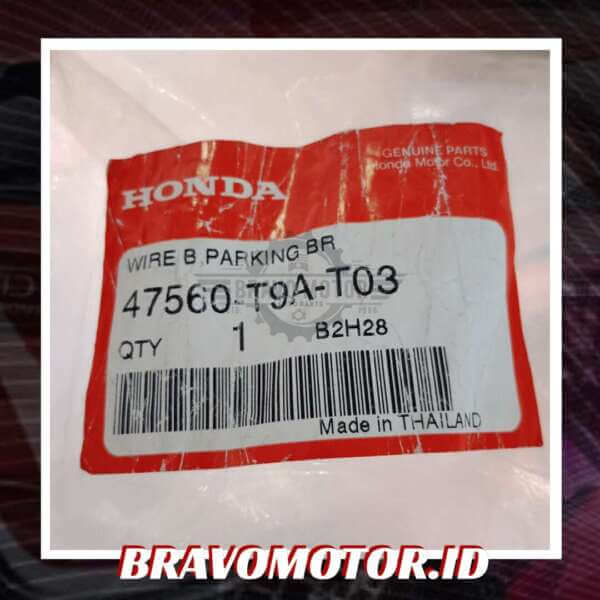 GENUINE PARTS
Honda Motor Co., Ltd.
HONDA
WIRE B, PARKING BR
47560-T9A-T03
BRAVOMOTOR
QTY 1 B2H28
Made in THAILAND
BRAVOMOTOR.ID